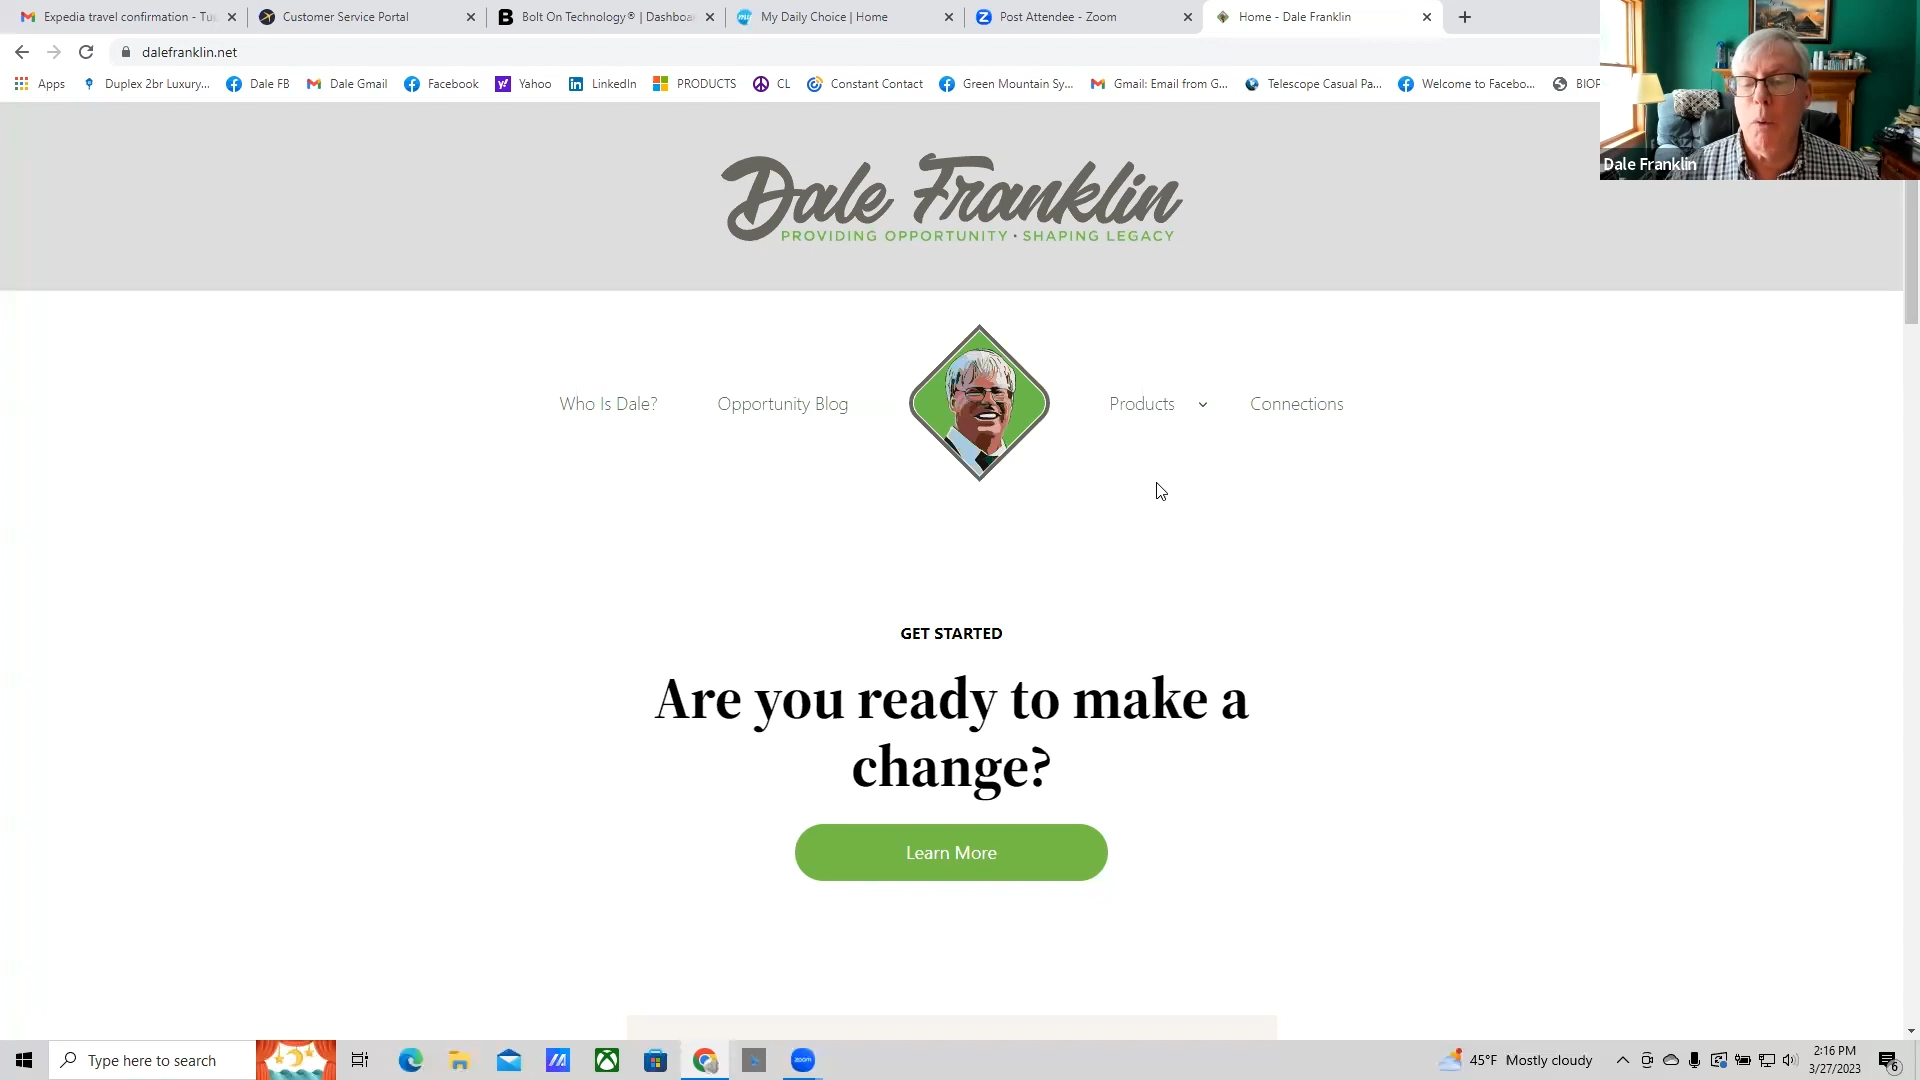 Expedia travel confirmation - Tu
Customer Service Portal
Bolt On Technology® | Dashboa
My Daily Choice | Home
Post Attendee - Zoom
Home - Dale Franklin
dalefranklin.net
Apps
Duplex 2br Luxury...
Dale FB
Dale Gmail
Facebook
Yahoo
LinkedIn
PRODUCTS
CL
Constant Contact
Green Mountain Sy...
Gmail: Email from G...
Telescope Casual Pa...
Welcome to Facebo...
BIOP
Dale Franklin
Dale Franklin
PROVIDING OPPORTUNITY • SHAPING LEGACY
Who Is Dale?
Opportunity Blog
Products
Connections
GET STARTED
Are you ready to make a
change?
Learn More
Type here to search
zoom
45°F Mostly cloudy
2:16 PM
3/27/2023
6